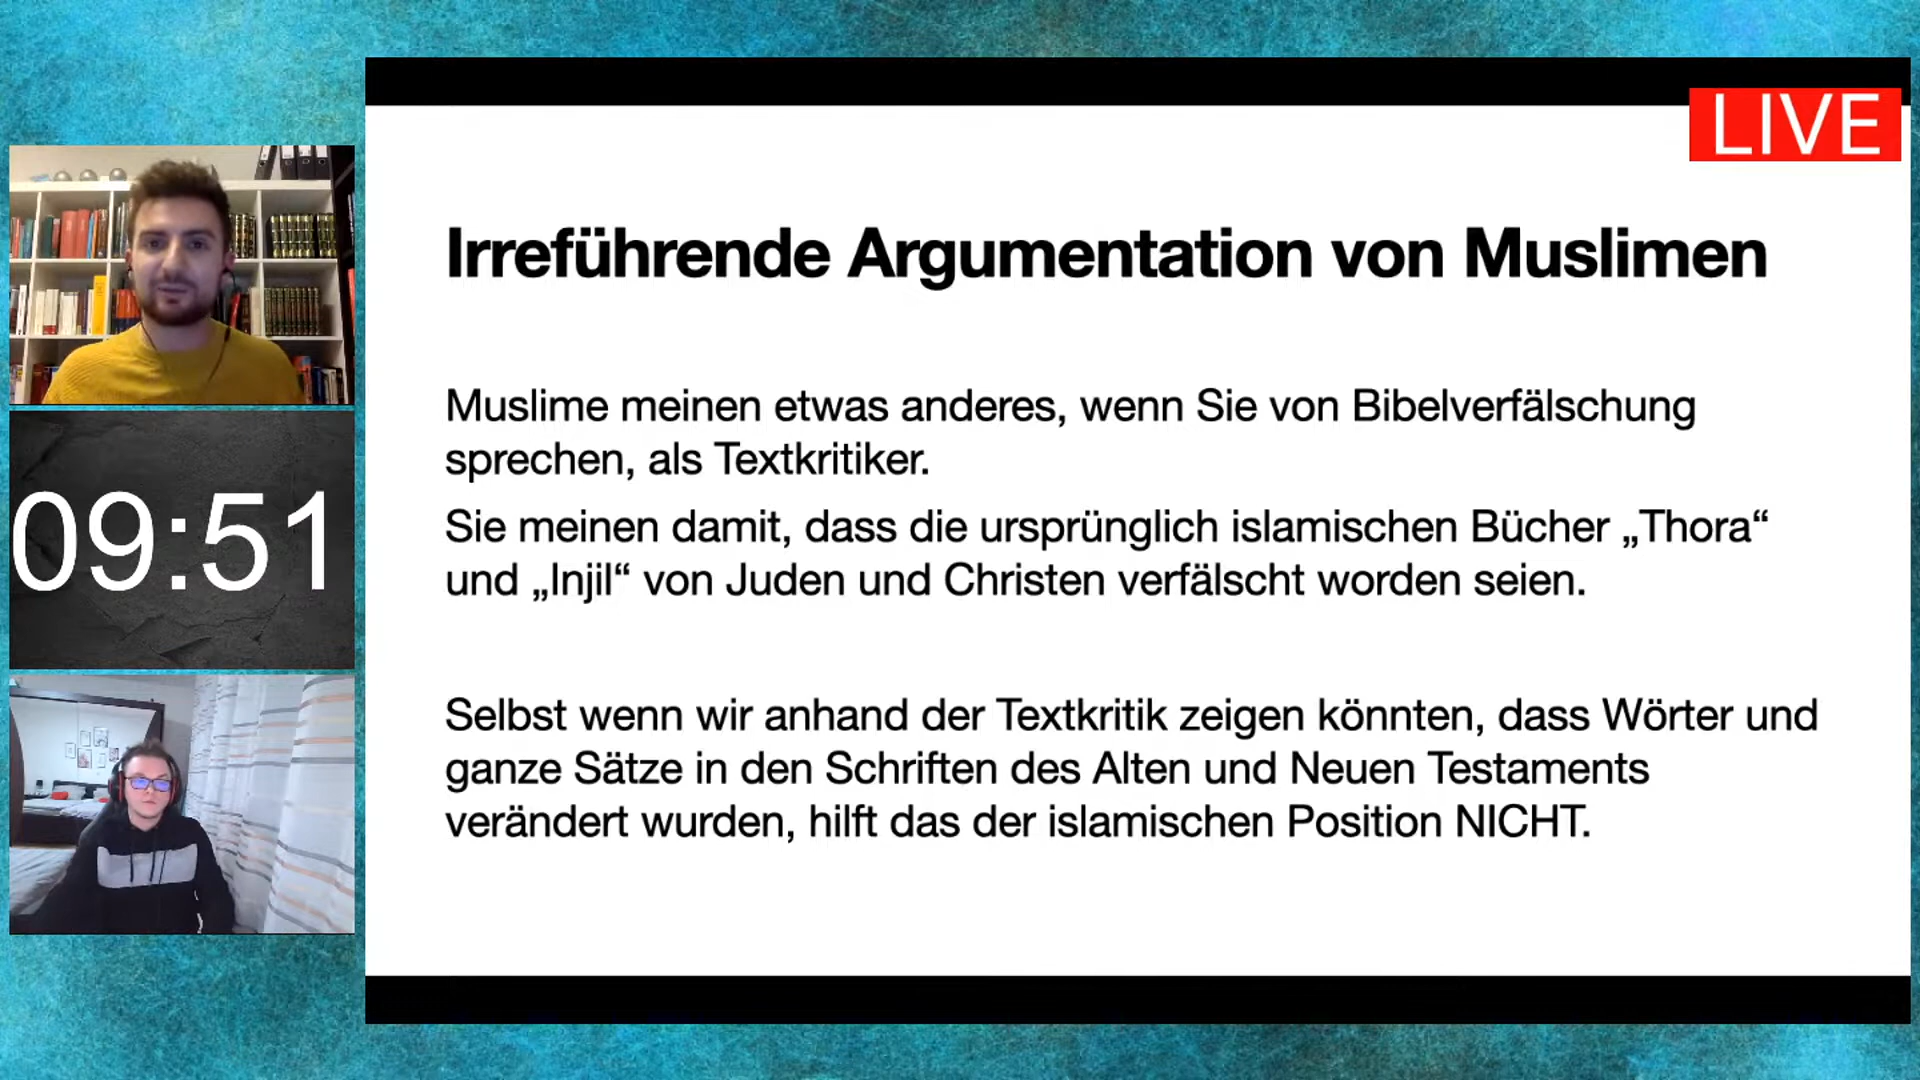 LIVE
Irreführende Argumentation von Muslimen
Muslime meinen etwas anderes, wenn Sie von Bibelverfälschung
sprechen, als Textkritiker.
Sie meinen damit, dass die ursprünglich islamischen Bücher „Thora“
und „Injil“ von Juden und Christen verfälscht worden seien.
Selbst wenn wir anhand der Textkritik zeigen könnten, dass Wörter und
ganze Sätze in den Schriften des Alten und Neuen Testaments
verändert wurden, hilft das der islamischen Position NICHT.
09:51